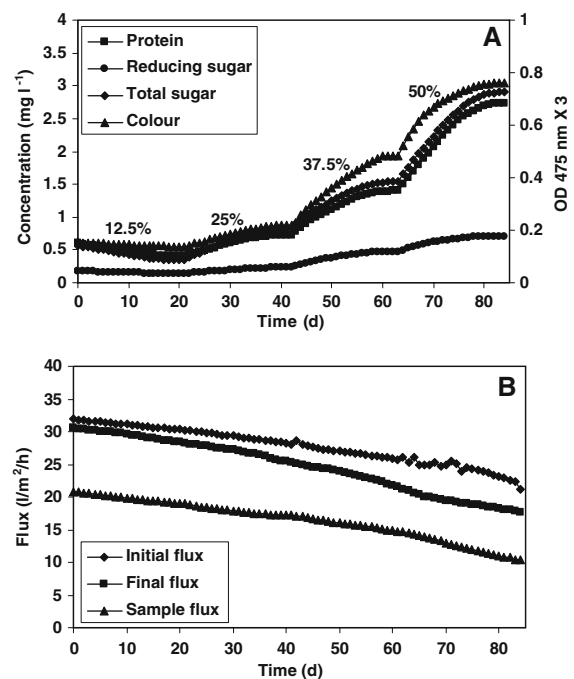 A
Protein
Reducing sugar
Total sugar
Colour
Concentration (mg l⁻¹)
4
3.5
3
2.5
2
1.5
1
0.5
0
12.5%
25%
37.5%
50%
1
0.8
0.6
0.4
0.2
0
OD 475 nm X 3
0 10 20 30 40 50 60 70 80
Time (d)
B
Flux (l/m²/h)
40
35
30
25
20
15
10
5
0
Initial flux
Final flux
Sample flux
0 10 20 30 40 50 60 70 80
Time (d)